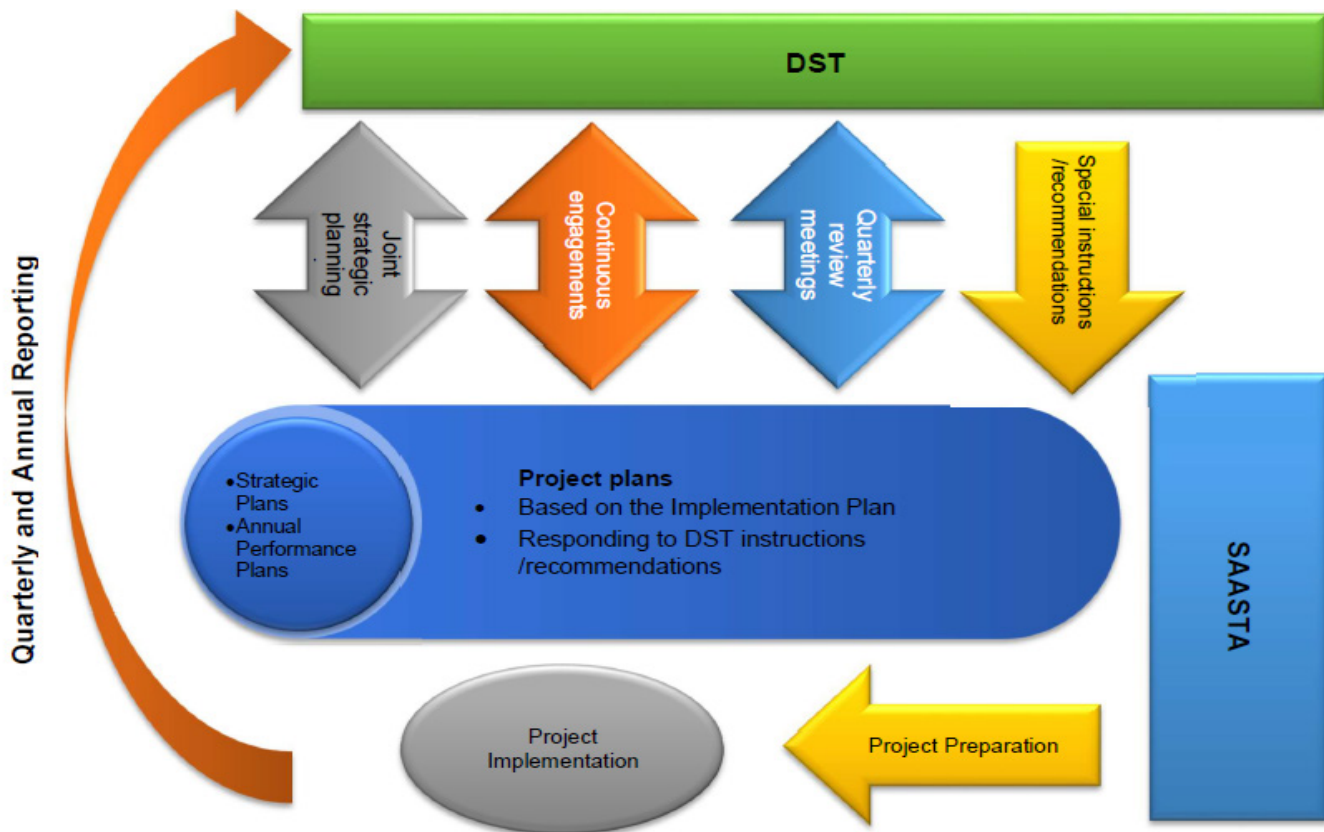 DST
Quarterly and Annual Reporting
Joint
strategic
planning
Continuous
engagements
Quarterly
review
meetings
Special instructions
/recommendations
•Strategic
Plans
•Annual
Performance
Plans
Project plans
• Based on the Implementation Plan
• Responding to DST instructions
/recommendations
SAASTA
Project
Implementation
Project Preparation